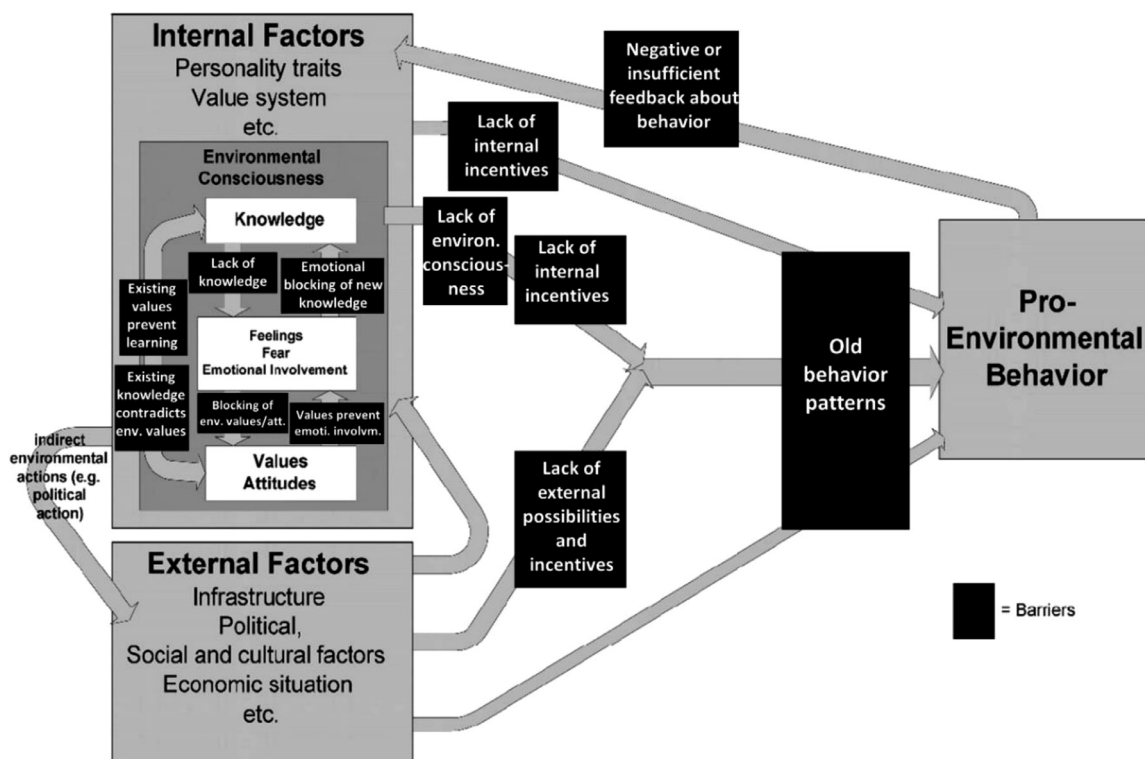 Internal Factors
Personality traits
Value system
etc.
Environmental
Consciousness
Knowledge
Lack of
knowledge
Emotional
blocking of new
knowledge
Existing
values
prevent
learning
Feelings
Fear
Emotional Involvement
Existing
knowledge
contradicts
env. values
Blocking of
env. values/att.
Values prevent
emoti. involvm.
Values
Attitudes
indirect
environmental
actions (e.g.
political
action)
External Factors
Infrastructure
Political,
Social and cultural factors
Economic situation
etc.
Negative or
insufficient
feedback about
behavior
Lack of
internal
incentives
Lack of
environ.
conscious-
ness
Lack of
internal
incentives
Lack of
external
possibilities
and
incentives
Old
behavior
patterns
Pro-
Environmental
Behavior
= Barriers